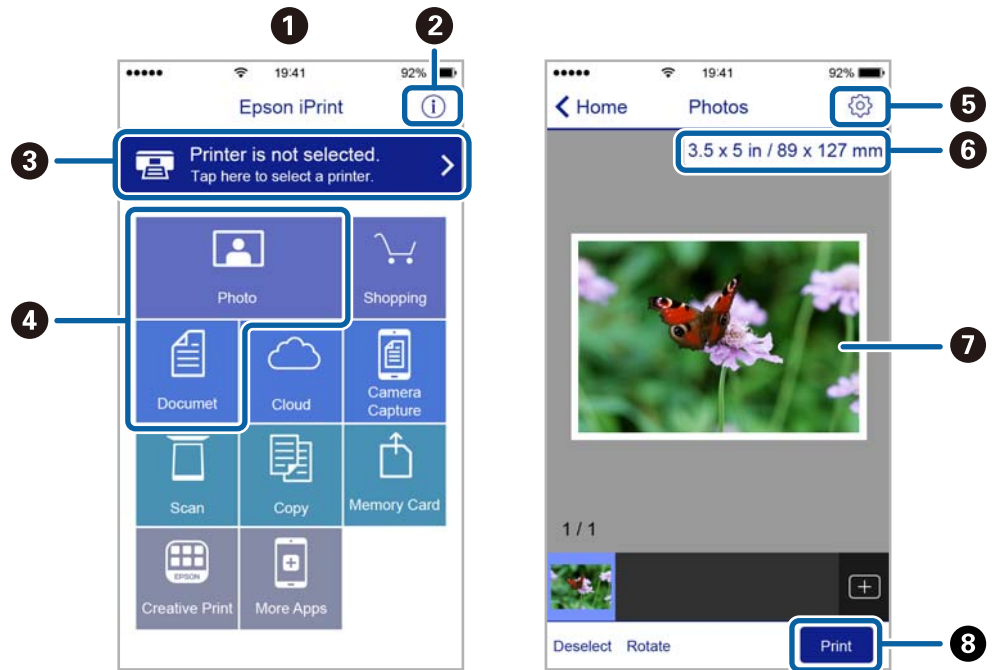 1
2
19:41
92%
Epson iPrint
3
Printer is not selected.
Tap here to select a printer.
4
Photo
Shopping
Documet
Cloud
Camera
Capture
Scan
Copy
Memory Card
EPSON
Creative Print
More Apps
19:41
92%
Home
Photos
5
3.5 x 5 in / 89 x 127 mm
6
7
1 / 1
Deselect
Rotate
Print
8